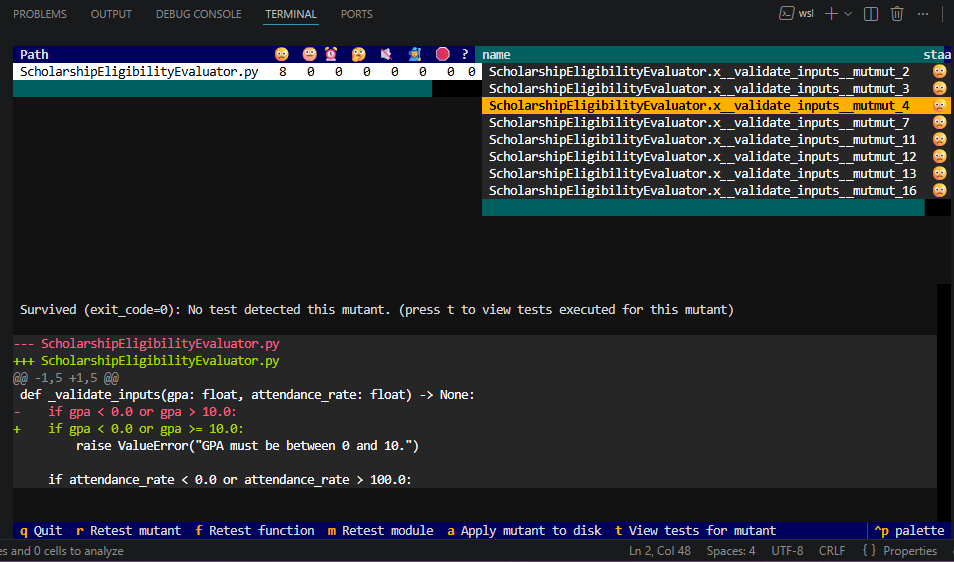 PROBLEMS OUTPUT DEBUG CONSOLE TERMINAL PORTS wsl
Path ? name staa
ScholarshipEligibilityEvaluator.py 8 0 0 0 0 0 0 0 ScholarshipEligibilityEvaluator.x__validate_inputs__mutmut_2
ScholarshipEligibilityEvaluator.x__validate_inputs__mutmut_3
ScholarshipEligibilityEvaluator.x__validate_inputs__mutmut_4
ScholarshipEligibilityEvaluator.x__validate_inputs__mutmut_7
ScholarshipEligibilityEvaluator.x__validate_inputs__mutmut_11
ScholarshipEligibilityEvaluator.x__validate_inputs__mutmut_12
ScholarshipEligibilityEvaluator.x__validate_inputs__mutmut_13
ScholarshipEligibilityEvaluator.x__validate_inputs__mutmut_16
Survived (exit_code=0): No test detected this mutant. (press t to view tests executed for this mutant)
--- ScholarshipEligibilityEvaluator.py
+++ ScholarshipEligibilityEvaluator.py
@@ -1,5 +1,5 @@
def _validate_inputs(gpa: float, attendance_rate: float) -> None:
- if gpa < 0.0 or gpa > 10.0:
+ if gpa < 0.0 or gpa >= 10.0:
raise ValueError("GPA must be between 0 and 10.")
if attendance_rate < 0.0 or attendance_rate > 100.0:
q Quit r Retest mutant f Retest function m Retest module a Apply mutant to disk t View tests for mutant ^p palette
es and 0 cells to analyze Ln 2, Col 48 Spaces: 4 UTF-8 CRLF { } Properties